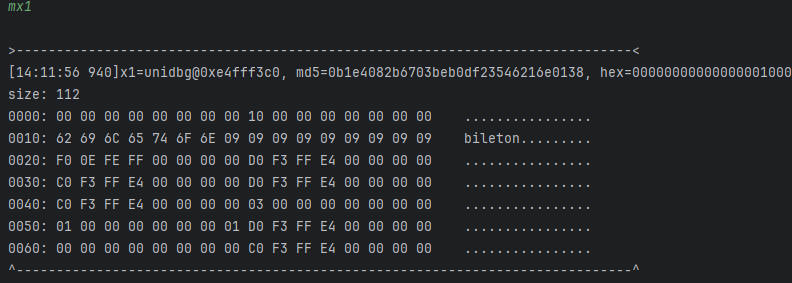 mx1
>-----------------------------------------------------------------------------<
[14:11:56 940]x1=unidbg@0xe4fff3c0, md5=0b1e4082b6703beb0df23546216e0138, hex=00000000000000001000
size: 112
0000: 00 00 00 00 00 00 00 00 10 00 00 00 00 00 00 00    ................
0010: 62 69 6C 65 74 6F 6E 09 09 09 09 09 09 09 09 09    bileton.........
0020: F0 0E FE FF 00 00 00 00 D0 F3 FF E4 00 00 00 00    ................
0030: C0 F3 FF E4 00 00 00 00 D0 F3 FF E4 00 00 00 00    ................
0040: C0 F3 FF E4 00 00 00 00 03 00 00 00 00 00 00 00    ................
0050: 01 00 00 00 00 00 00 01 D0 F3 FF E4 00 00 00 00    ................
0060: 00 00 00 00 00 00 00 00 C0 F3 FF E4 00 00 00 00    ................
^-----------------------------------------------------------------------------^